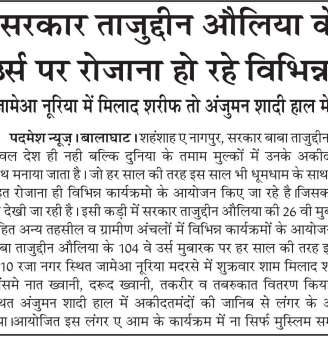 सरकार ताजुद्दीन औलिया के
उर्स पर रोजाना हो रहे विभिन्न
जामेआ नूरिया में मिलाद शरीफ तो अंजुमन शादी हाल में
पदमेश न्यूज़।बालाघाट। शहंशाह ए नागपुर, सरकार बाबा ताजुद्दीन
वल देश ही नही बल्कि दुनिया के तमाम मुल्कों में उनके अकीद
थ मनाया जाता है। जो हर साल की तरह इस साल भी धूमधाम के साथ
त रोजाना ही विभिन्न कार्यक्रमो के आयोजन किए जा रहे है।जिसक
देखी जा रही है। इसी कड़ी में सरकार ताजुद्दीन औलिया की 26 वी मु
हित अन्य तहसील व ग्रामीण अंचलों में विभिन्न कार्यक्रमों के आयोज
बा ताजुद्दीन औलिया के 104 वे उर्स मुबारक पर हर साल की तरह इ
10 रजा नगर स्थित जामेआ नूरिया मदरसे में शुक्रवार शाम मिलाद श
समे नात ख्वानी, दरूद ख्वानी, तकरीर व तबरुकात वितरण किया
थत अंजुमन शादी हाल में अकीदतमंदों की जानिब से लंगर के अ
या।आयोजित इस लंगर ए आम के कार्यक्रम में ना सिर्फ मुस्लिम सम